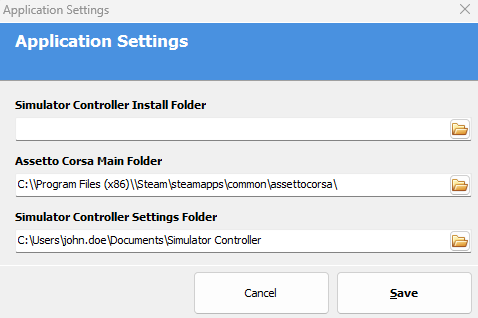 Application Settings
Application Settings
Simulator Controller Install Folder
Assetto Corsa Main Folder
C:\\Program Files (x86)\\Steam\steamapps\common\assettocorsa\
Simulator Controller Settings Folder
C:\Users\john.doe\Documents\Simulator Controller
Cancel Save